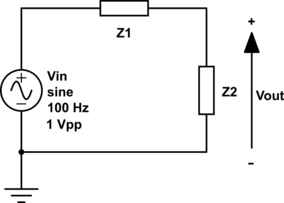 Z1
+
Vin
sine
100 Hz
1 Vpp
Z2
+
Vout
-